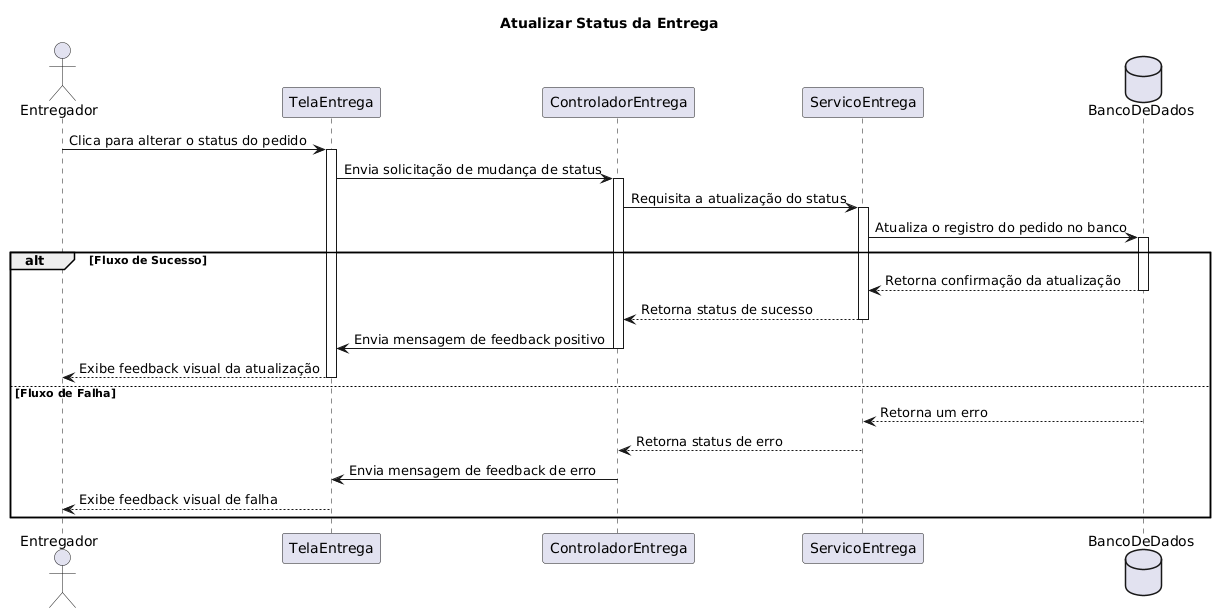 Atualizar Status da Entrega
Entregador
TelaEntrega
ControladorEntrega
ServicoEntrega
BancoDeDados
Clica para alterar o status do pedido
Envia solicitação de mudança de status
Requisita a atualização do status
Atualiza o registro do pedido no banco
alt
[Fluxo de Sucesso]
Retorna confirmação da atualização
Retorna status de sucesso
Envia mensagem de feedback positivo
Exibe feedback visual da atualização
[Fluxo de Falha]
Retorna um erro
Retorna status de erro
Envia mensagem de feedback de erro
Exibe feedback visual de falha
Entregador
TelaEntrega
ControladorEntrega
ServicoEntrega
BancoDeDados